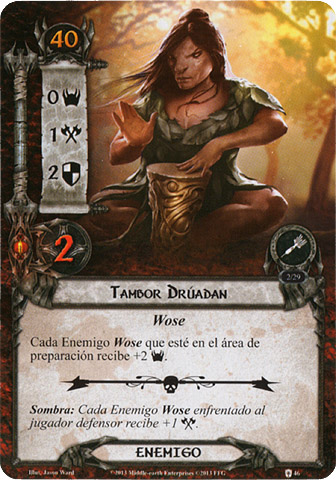 40
0
1
2
2
2/29
Tambor Drúadan
Wose
Cada Enemigo Wose que esté en el área de
preparación recibe +2
Sombra: Cada Enemigo Wose enfrentado al
jugador defensor recibe +1
ENEMIGO
Illus. Jason Ward ©2013 Middle-earth Enterprises ©2013 FFG 46